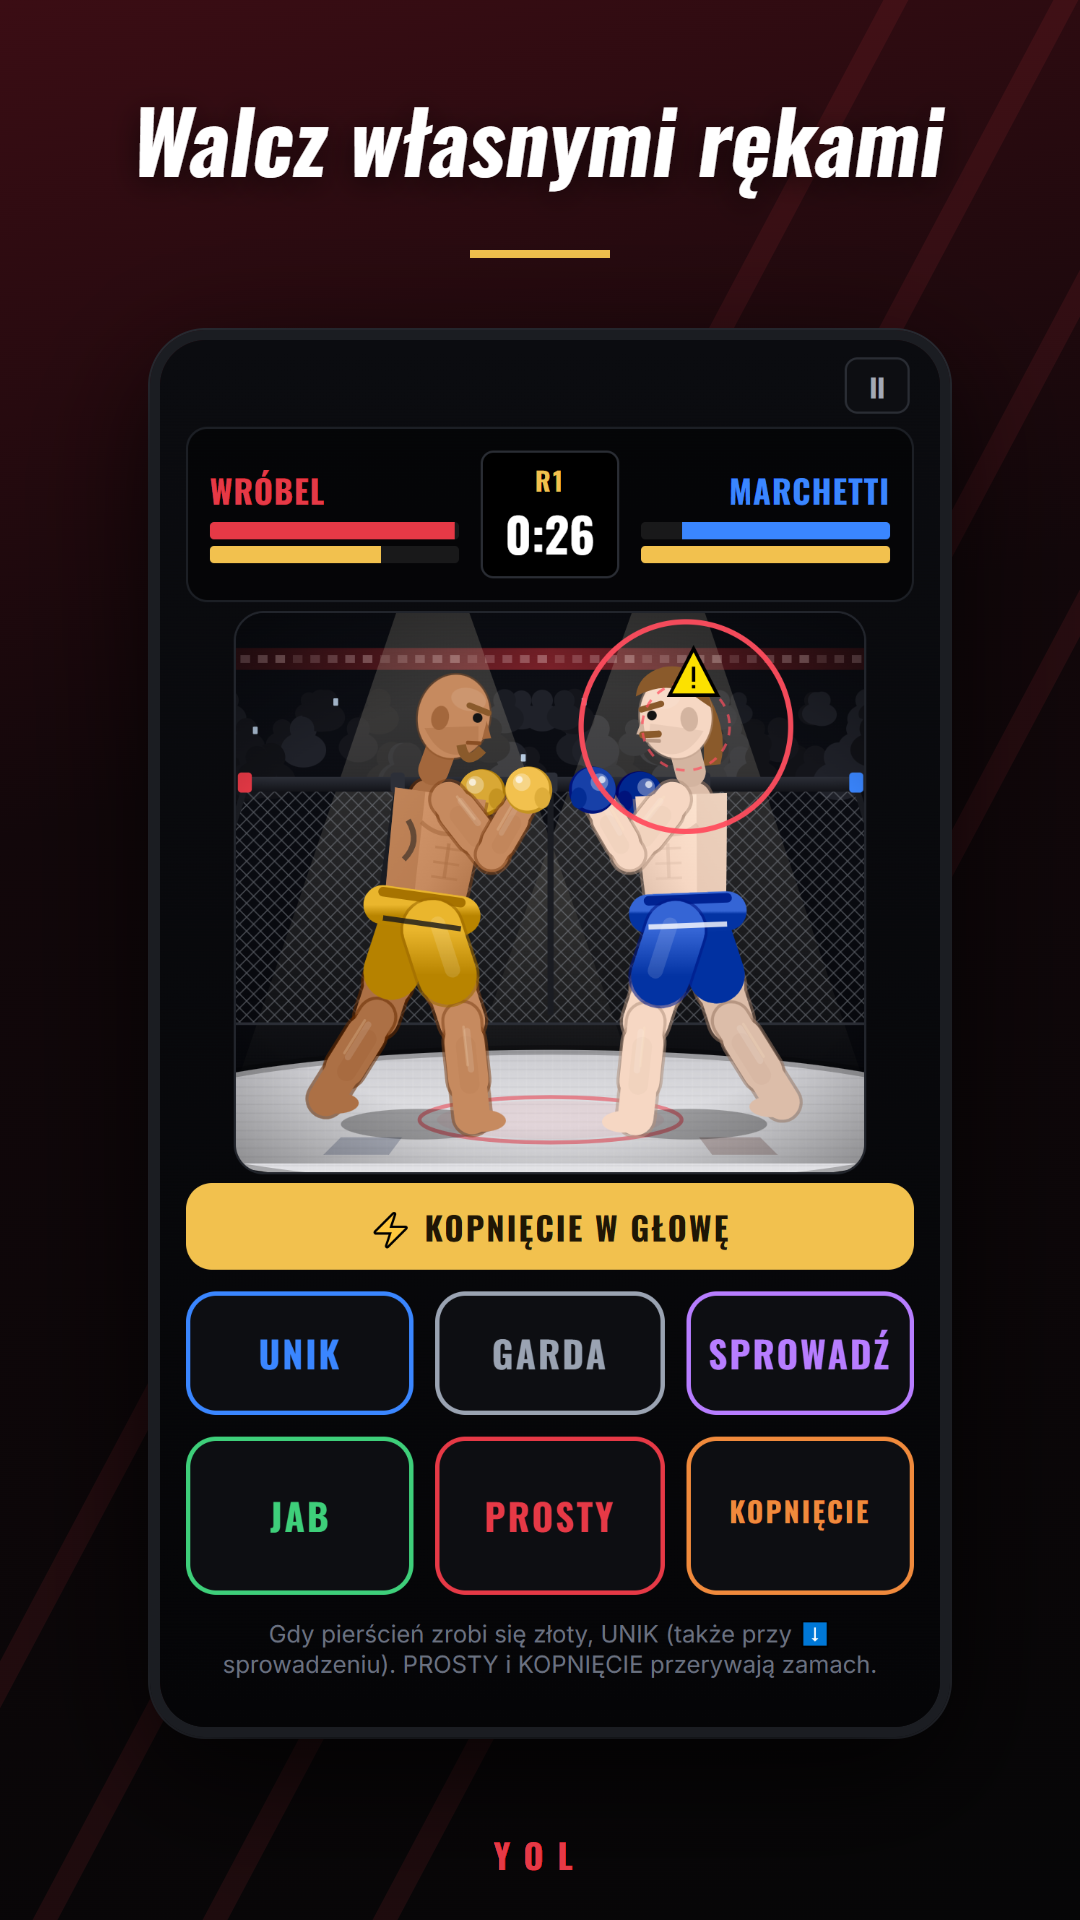 Walcz własnymi rękami
WRÓBEL
R1
0:26
MARCHETTI
KOPNIĘCIE W GŁOWĘ
UNIK
GARDA
SPROWADŹ
JAB
PROSTY
KOPNIĘCIE
Gdy pierścień zrobi się złoty, UNIK (także przy ⬇
sprowadzeniu). PROSTY i KOPNIĘCIE przerywają zamach.
YOL